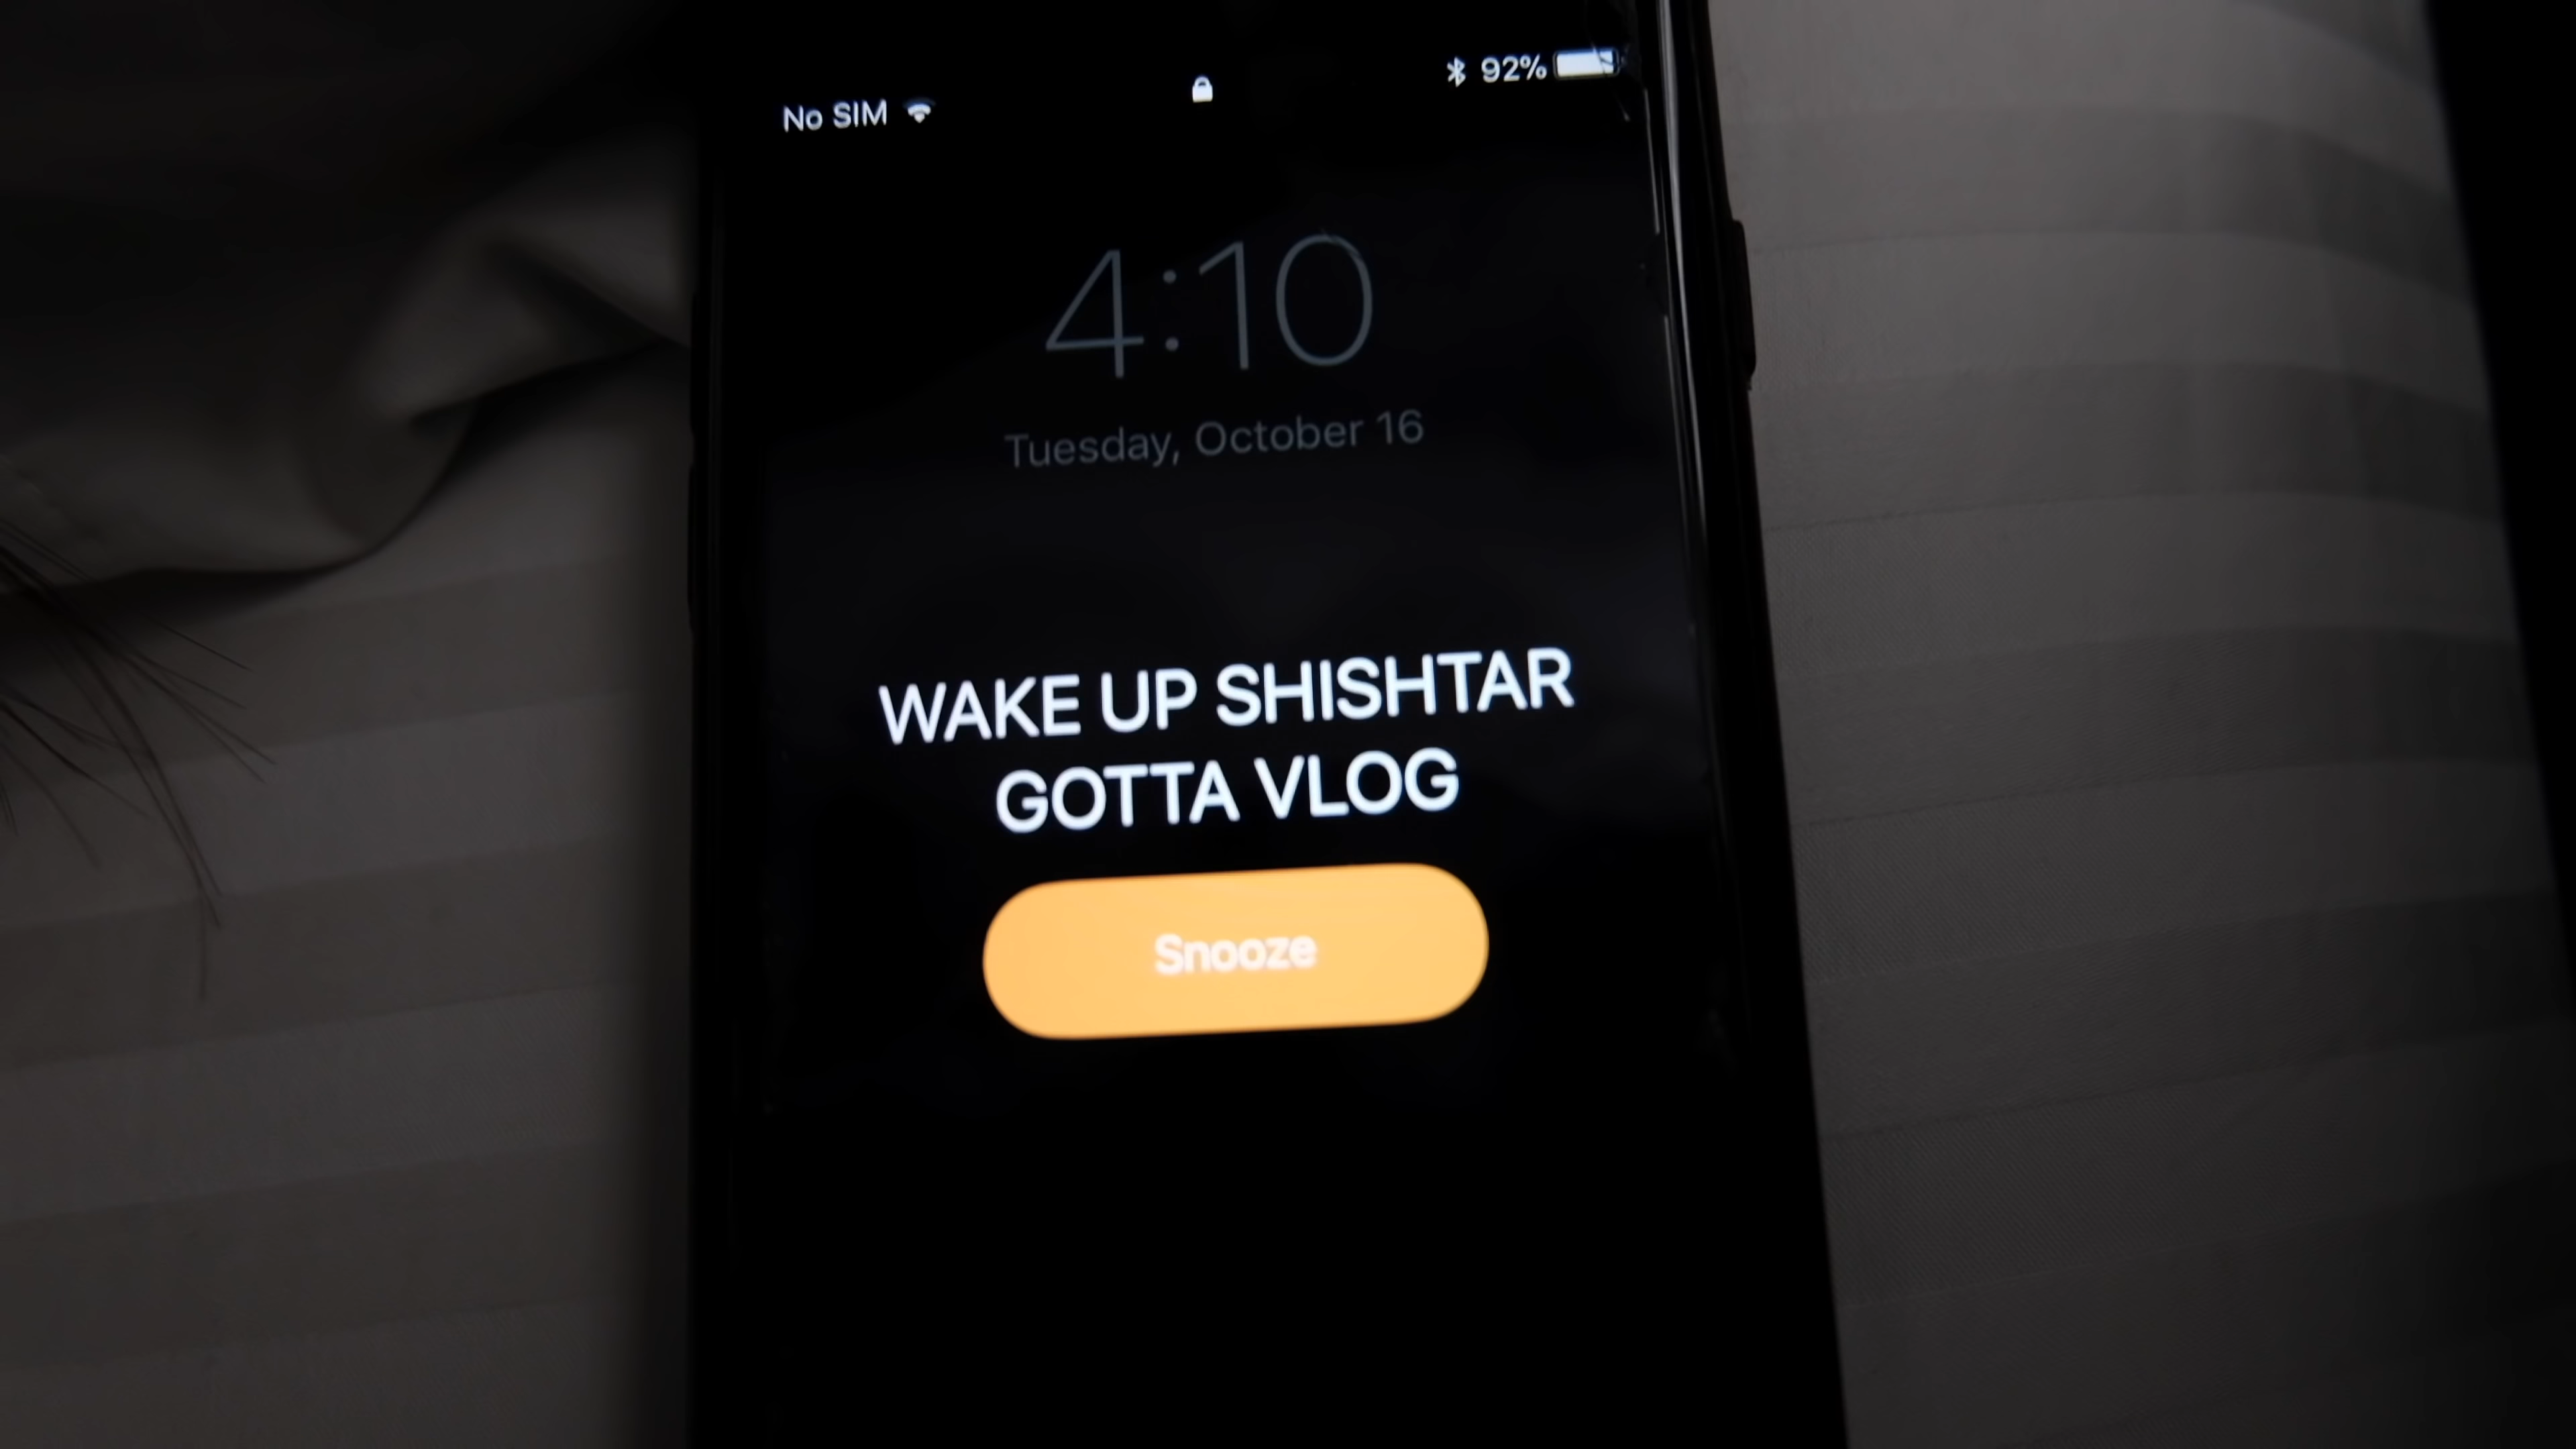 No SIM 92%
4:10
Tuesday, October 16
WAKE UP SHISHTAR
GOTTA VLOG
Snooze